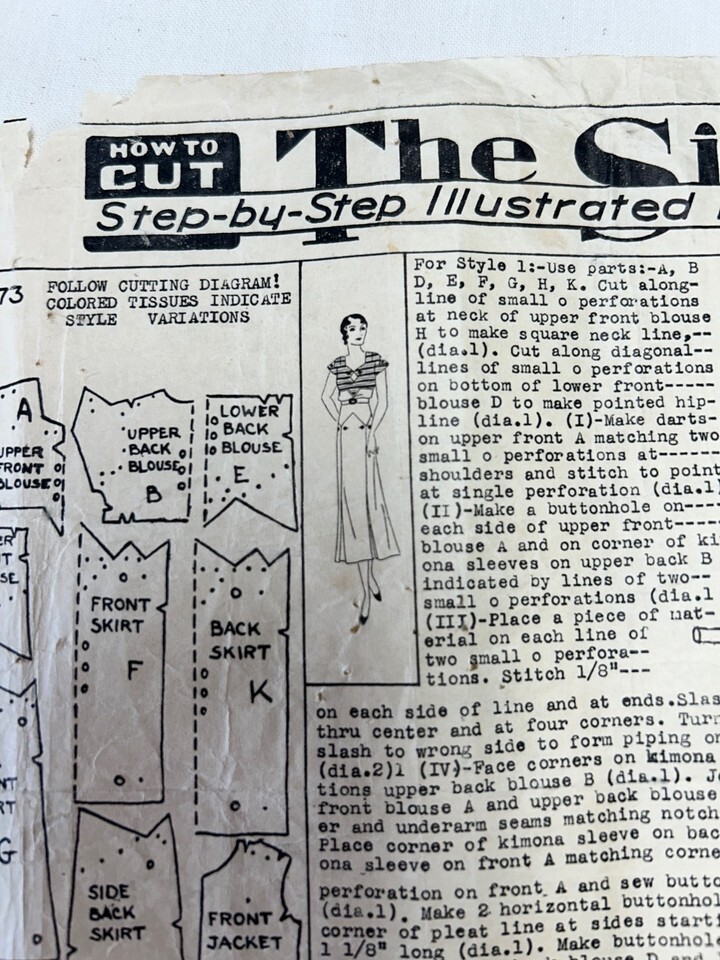 HOW TO
CUT
The Si
Step-by-Step Illustrated
73
FOLLOW CUTTING DIAGRAM!
COLORED TISSUES INDICATE
STYLE VARIATIONS
A
UPPER
FRONT
BLOUSE
UPPER
BACK
BLOUSE
B
LOWER
BACK
BLOUSE
E
FRONT
SKIRT
F
BACK
SKIRT
K
G
SIDE
BACK
SKIRT
FRONT
JACKET
For Style 1:-Use parts:-A, B
D, E, F, G, H, K. Cut along-
line of small o perforations
at neck of upper front blouse
H to make square neck line,--
(dia.1). Cut along diagonal--
lines of small o perforations
on bottom of lower front-----
blouse D to make pointed hip-
line (dia.1). (I)-Make darts-
on upper front A matching two
small o perforations at------
shoulders and stitch to point
at single perforation (dia.1)
(II)-Make a buttonhole on----
each side of upper front-----
blouse A and on corner of kim
ona sleeves on upper back B
indicated by lines of two--
small o perforations (dia.1
(III)-Place a piece of mat-
erial on each line of
two small o perfora--
tions. Stitch 1/8"---
on each side of line and at ends.Slas
thru center and at four corners. Turn
slash to wrong side to form piping on
(dia.2)1 (IV)-Face corners on kimona
tions upper back blouse B (dia.1). Jo
front blouse A and upper back blouse
er and underarm seams matching notch
Place corner of kimona sleeve on bac
ona sleeve on front A matching corne
perforation on front A and sew butto
(dia.1). Make 2 horizontal buttonhol
corner of pleat line at sides starti
1 1/8" long (dia.1). Make buttonhole
blouse D and